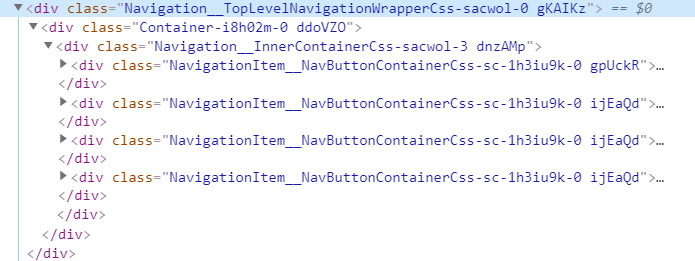 ▼<div class="Navigation__TopLevelNavigationWrapperCss-sacwol-0 gKAIKz"> == $0
▼<div class="Container-i8h02m-0 ddoVZO">
▼<div class="Navigation__InnerContainerCss-sacwol-3 dnzAMp">
▶<div class="NavigationItem__NavButtonContainerCss-sc-1h3iu9k-0 gpUckR">…
</div>
▶<div class="NavigationItem__NavButtonContainerCss-sc-1h3iu9k-0 ijEaQd">…
</div>
▶<div class="NavigationItem__NavButtonContainerCss-sc-1h3iu9k-0 ijEaQd">…
</div>
▶<div class="NavigationItem__NavButtonContainerCss-sc-1h3iu9k-0 ijEaQd">…
</div>
</div>
</div>
</div>